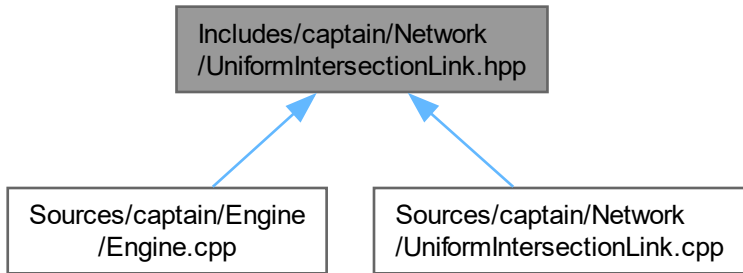 Includes/captain/Network
/UniformIntersectionLink.hpp
Sources/captain/Engine
/Engine.cpp
Sources/captain/Network
/UniformIntersectionLink.cpp